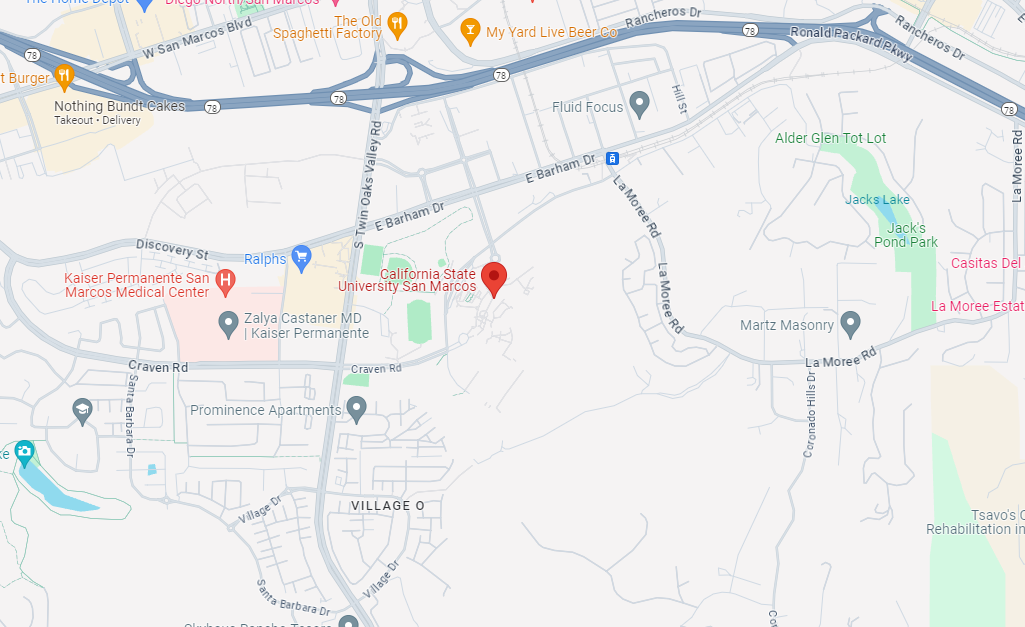 The Home Depot
Diego North/San Marcos
Rancheros Dr
Rancheros Dr
W San Marcos Blvd
The Old
Spaghetti Factory
My Yard Live Beer Co
78
Ronald Packard Pkwy
78
78
t Burger
78
78
78
Nothing Bundt Cakes
Takeout • Delivery
Fluid Focus
Hill St
S Twin Oaks Valley Rd
Alder Glen Tot Lot
La Moree Rd
E Barham Dr
La Moree Rd
Jacks Lake
E Barham Dr
Jack's
Pond Park
Discovery St
Ralphs
Casitas Del
California State
University San Marcos
Kaiser Permanente San
Marcos Medical Center
H
La Moree Rd
La Moree Estat
Zalya Castaner MD
| Kaiser Permanente
Martz Masonry
La Moree Rd
Craven Rd
Craven Rd
Santa Barbara Dr
Prominence Apartments
Coronado Hills Dr
ke
Village Dr
VILLAGE O
Tsavo's C
Rehabilitation in
Village Dr
Santa Barbara Dr